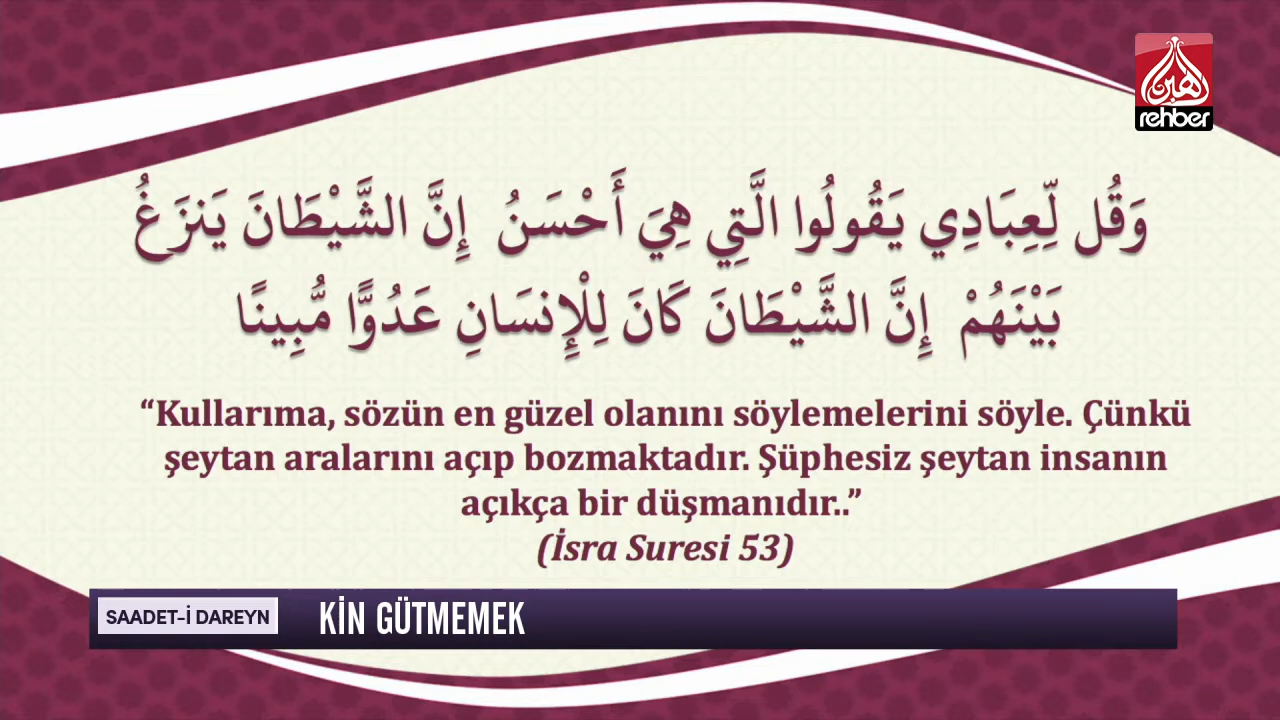 رهبر
rehber
وَقُل لِّعِبَادِي يَقُولُوا الَّتِي هِيَ أَحْسَنُ إِنَّ الشَّيْطَانَ يَنزَغُ
بَيْنَهُمْ إِنَّ الشَّيْطَانَ كَانَ لِلْإِنسَانِ عَدُوًّا مُّبِينًا
“Kullarıma, sözün en güzel olanını söylemelerini söyle. Çünkü
şeytan aralarını açıp bozmaktadır. Şüphesiz şeytan insanın
açıkça bir düşmanıdır..”
(İsra Suresi 53)
SAADET-İ DAREYN
KİN GÜTMEMEK